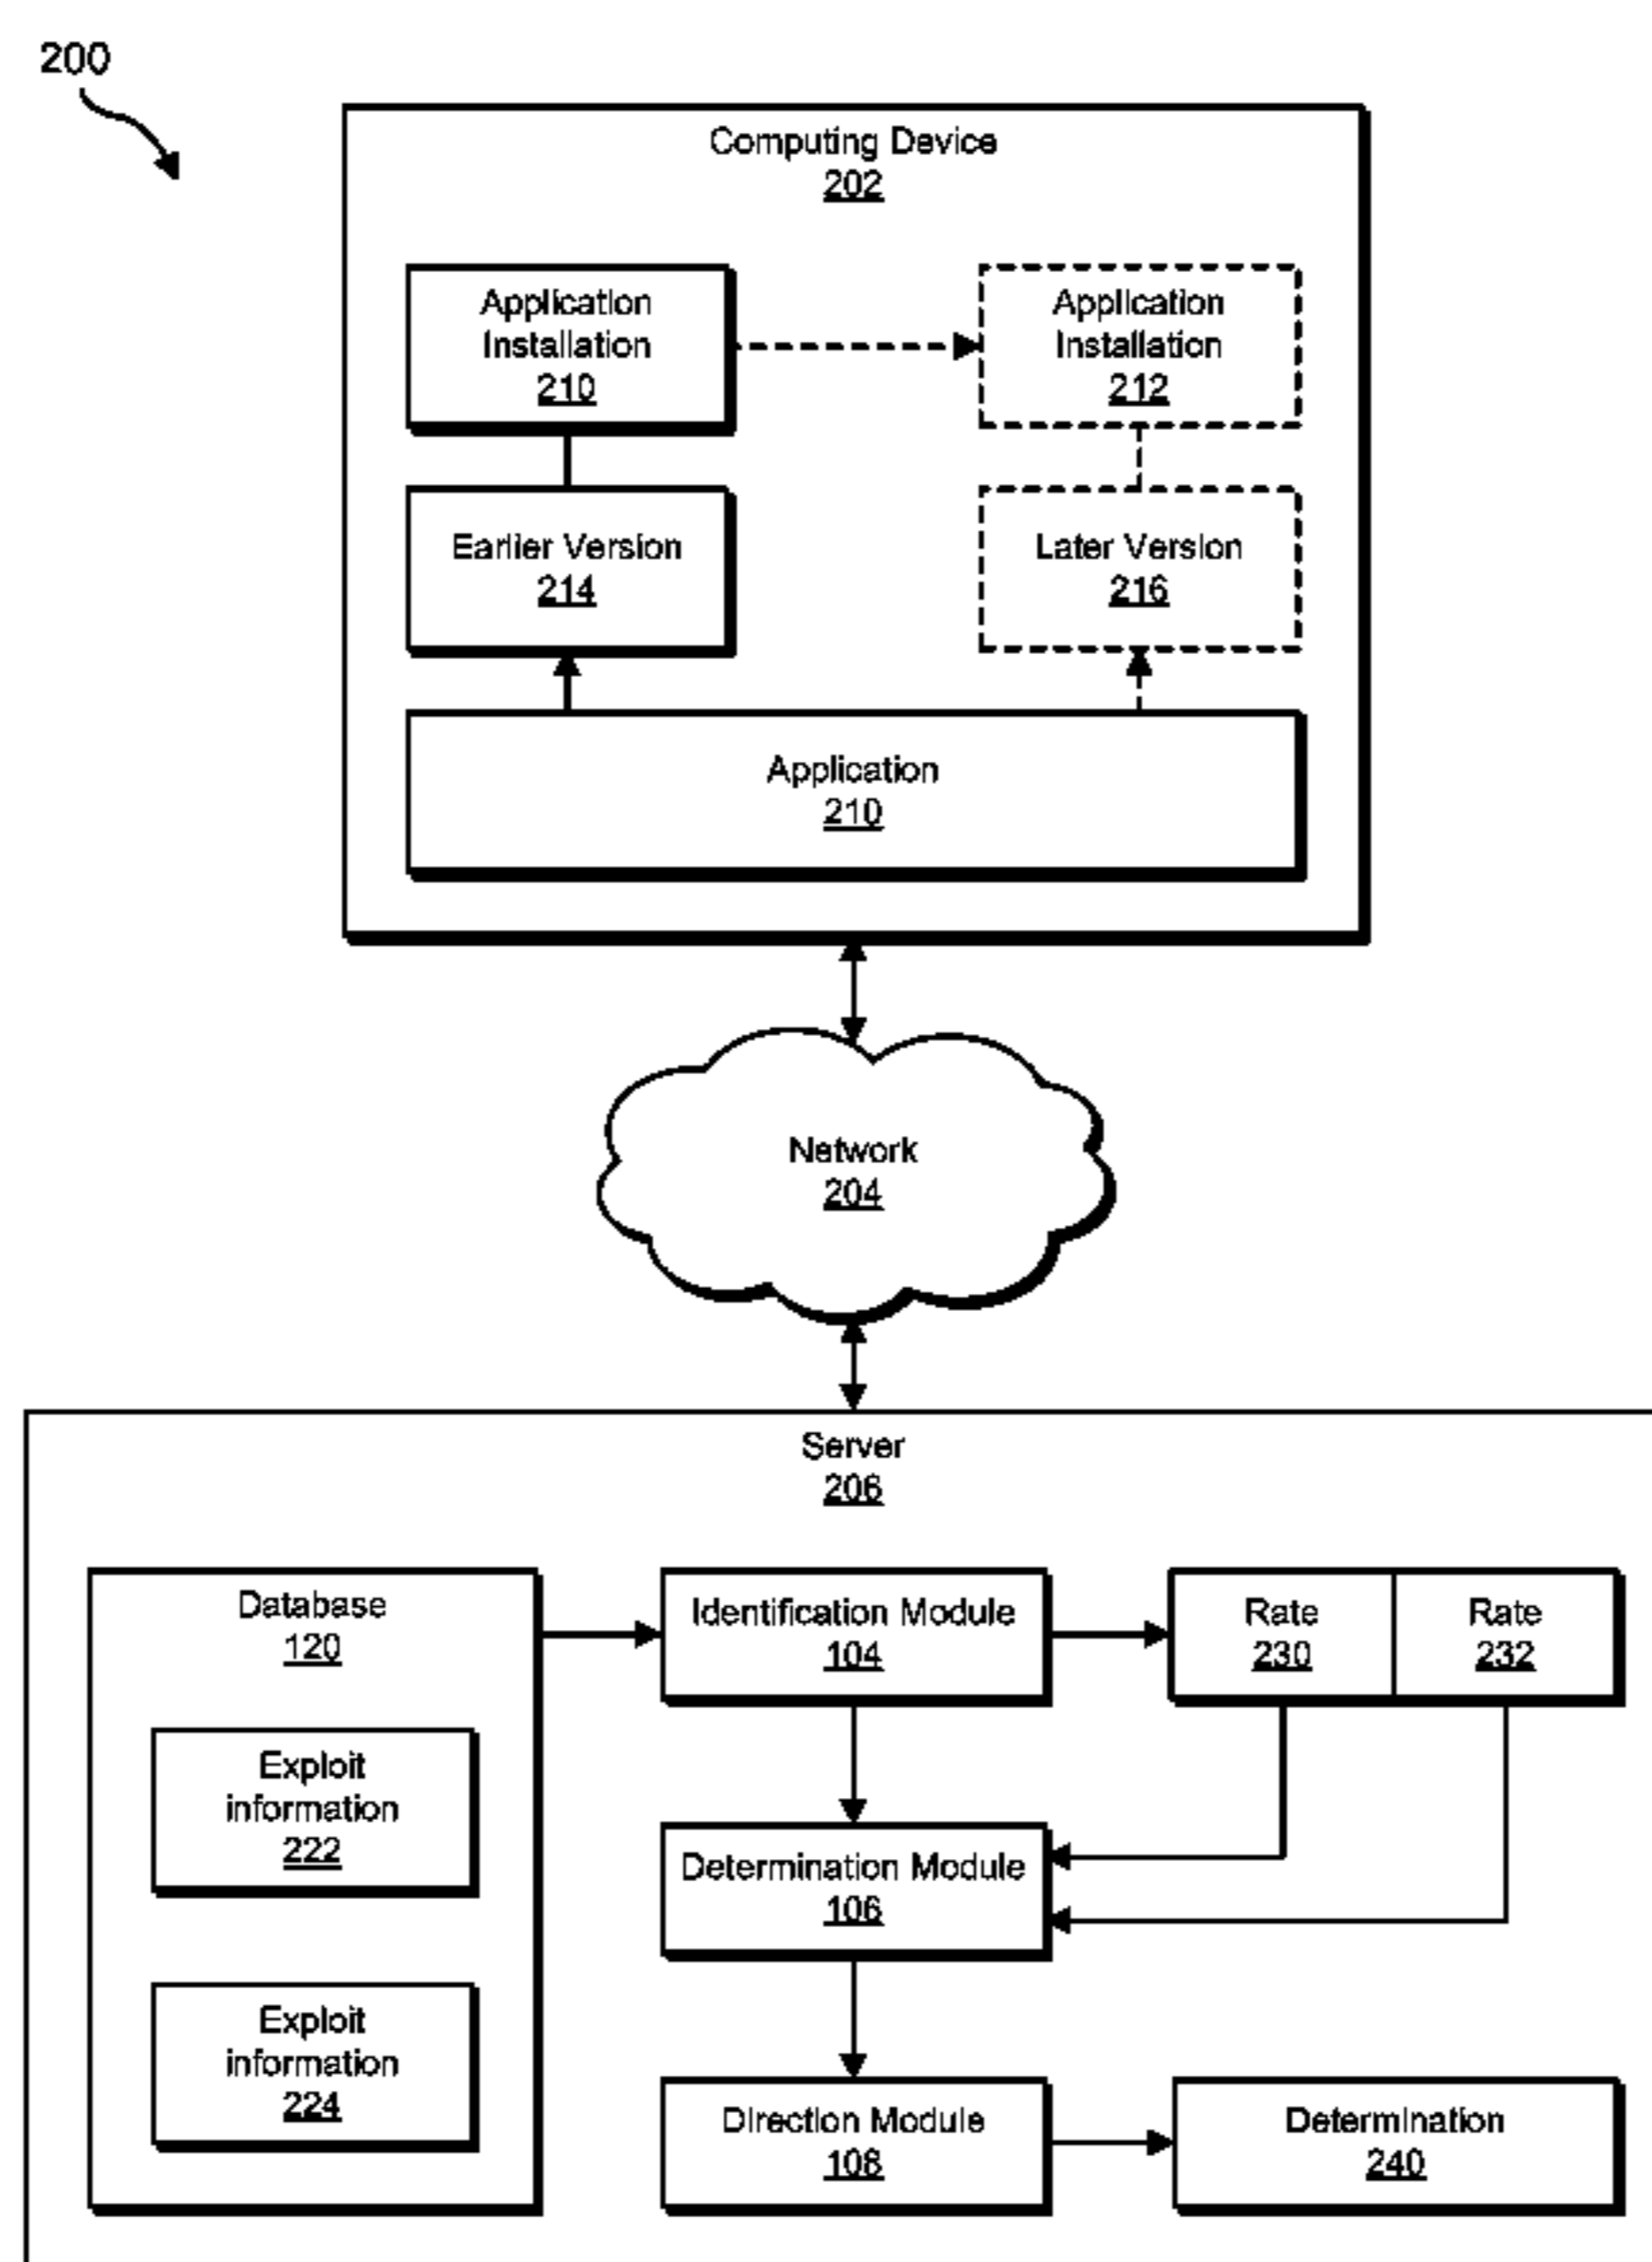 200
Computing Device
202
Application
Installation
210
Application
Installation
212
Earlier Version
214
Later Version
216
Application
210
Network
204
Server
206
Database
120
Exploit
information
222
Exploit
information
224
Identification Module
104
Rate
230
Rate
232
Determination Module
106
Direction Module
108
Determination
240